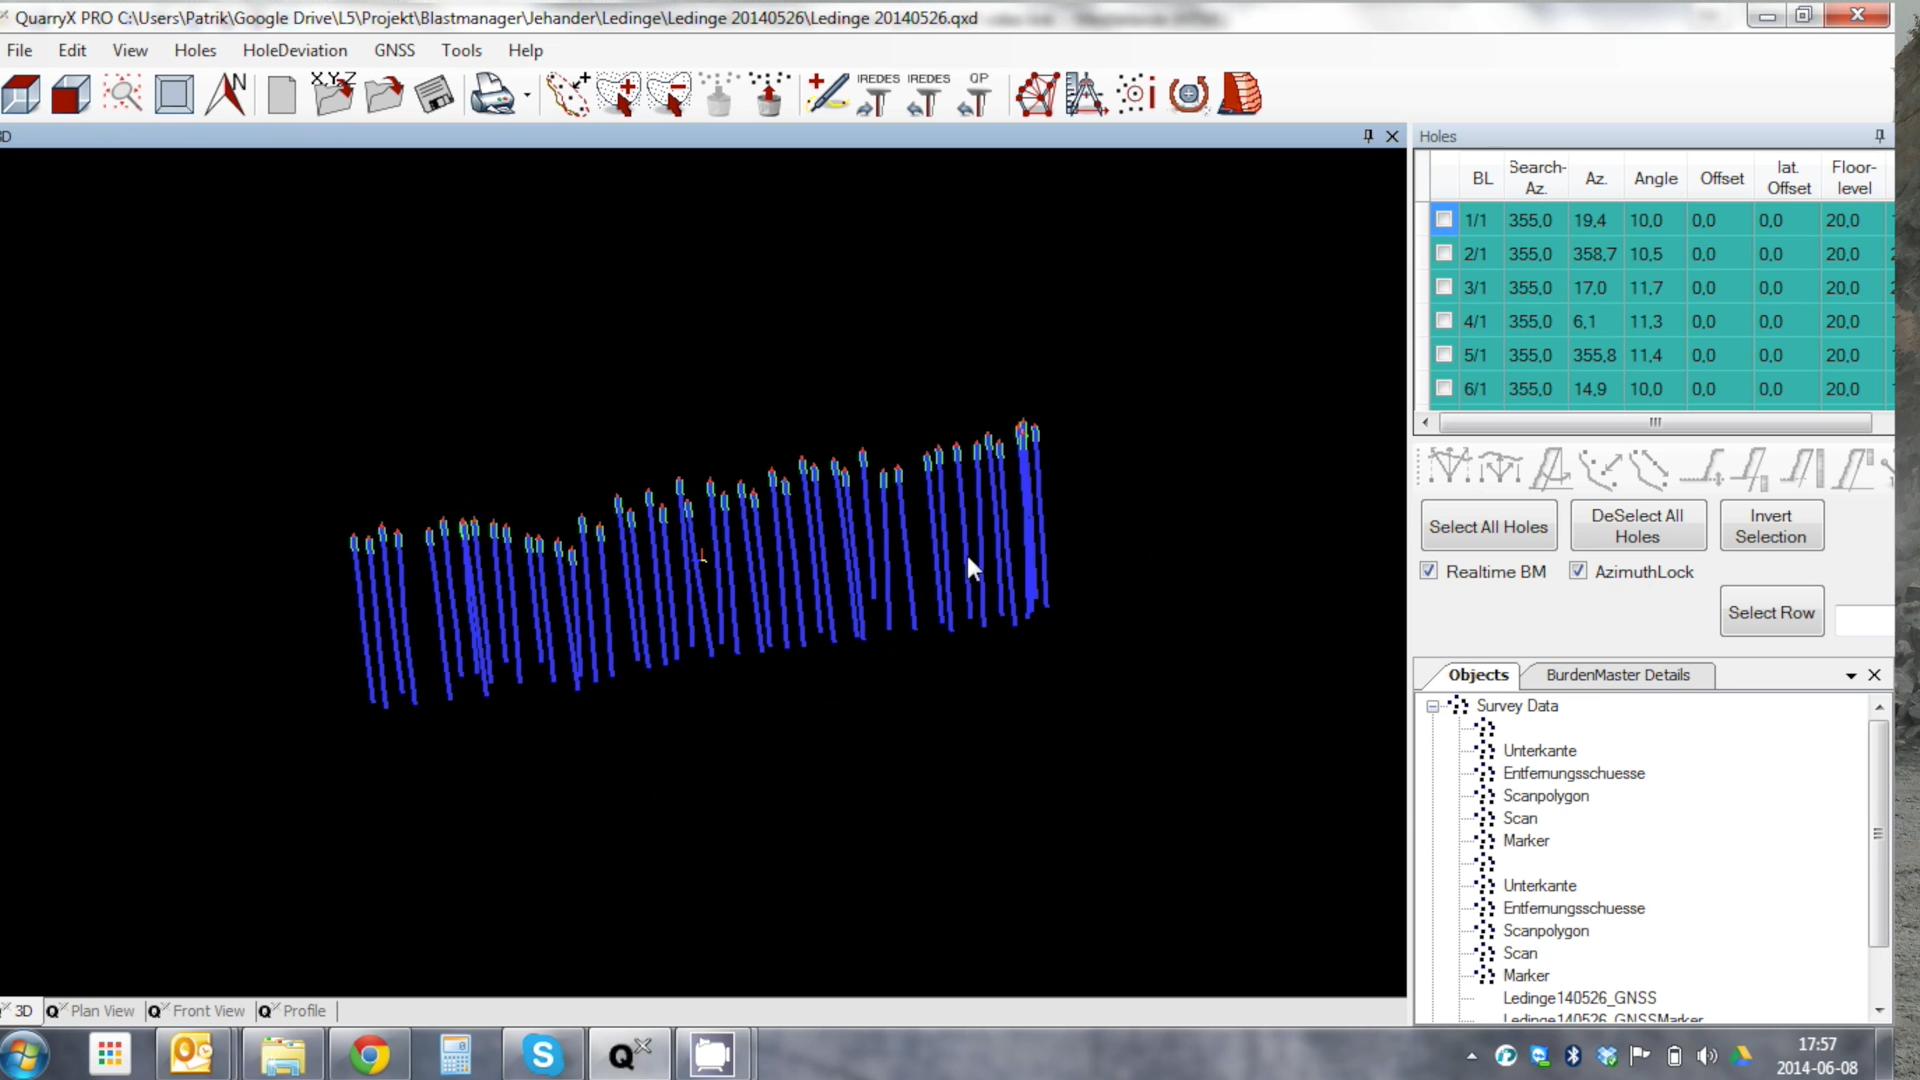 QuarryX PRO C:\Users\Patrik\Google Drive\L5\Projekt\Blastmanager\Jehander\Ledinge\Ledinge 20140526\Ledinge 20140526.qxd
File Edit View Holes HoleDeviation GNSS Tools Help
X,Y,Z IREDES IREDES QP
3D
Holes
BL Search-Az. Az. Angle Offset lat. Offset Floor-level
1/1 355,0 19,4 10,0 0,0 0,0 20,0
2/1 355,0 358,7 10,5 0,0 0,0 20,0
3/1 355,0 17,0 11,7 0,0 0,0 20,0
4/1 355,0 6,1 11,3 0,0 0,0 20,0
5/1 355,0 355,8 11,4 0,0 0,0 20,0
6/1 355,0 14,9 10,0 0,0 0,0 20,0
Select All Holes
DeSelect All Holes
Invert Selection
Realtime BM
AzimuthLock
Select Row
Objects BurdenMaster Details
Survey Data
Unterkante
Entfernungsschuesse
Scanpolygon
Scan
Marker
Unterkante
Entfernungsschuesse
Scanpolygon
Scan
Marker
Ledinge140526_GNSS
Ledinge140526_GNSSMarker
3D Plan View Front View Profile
17:57
2014-06-08